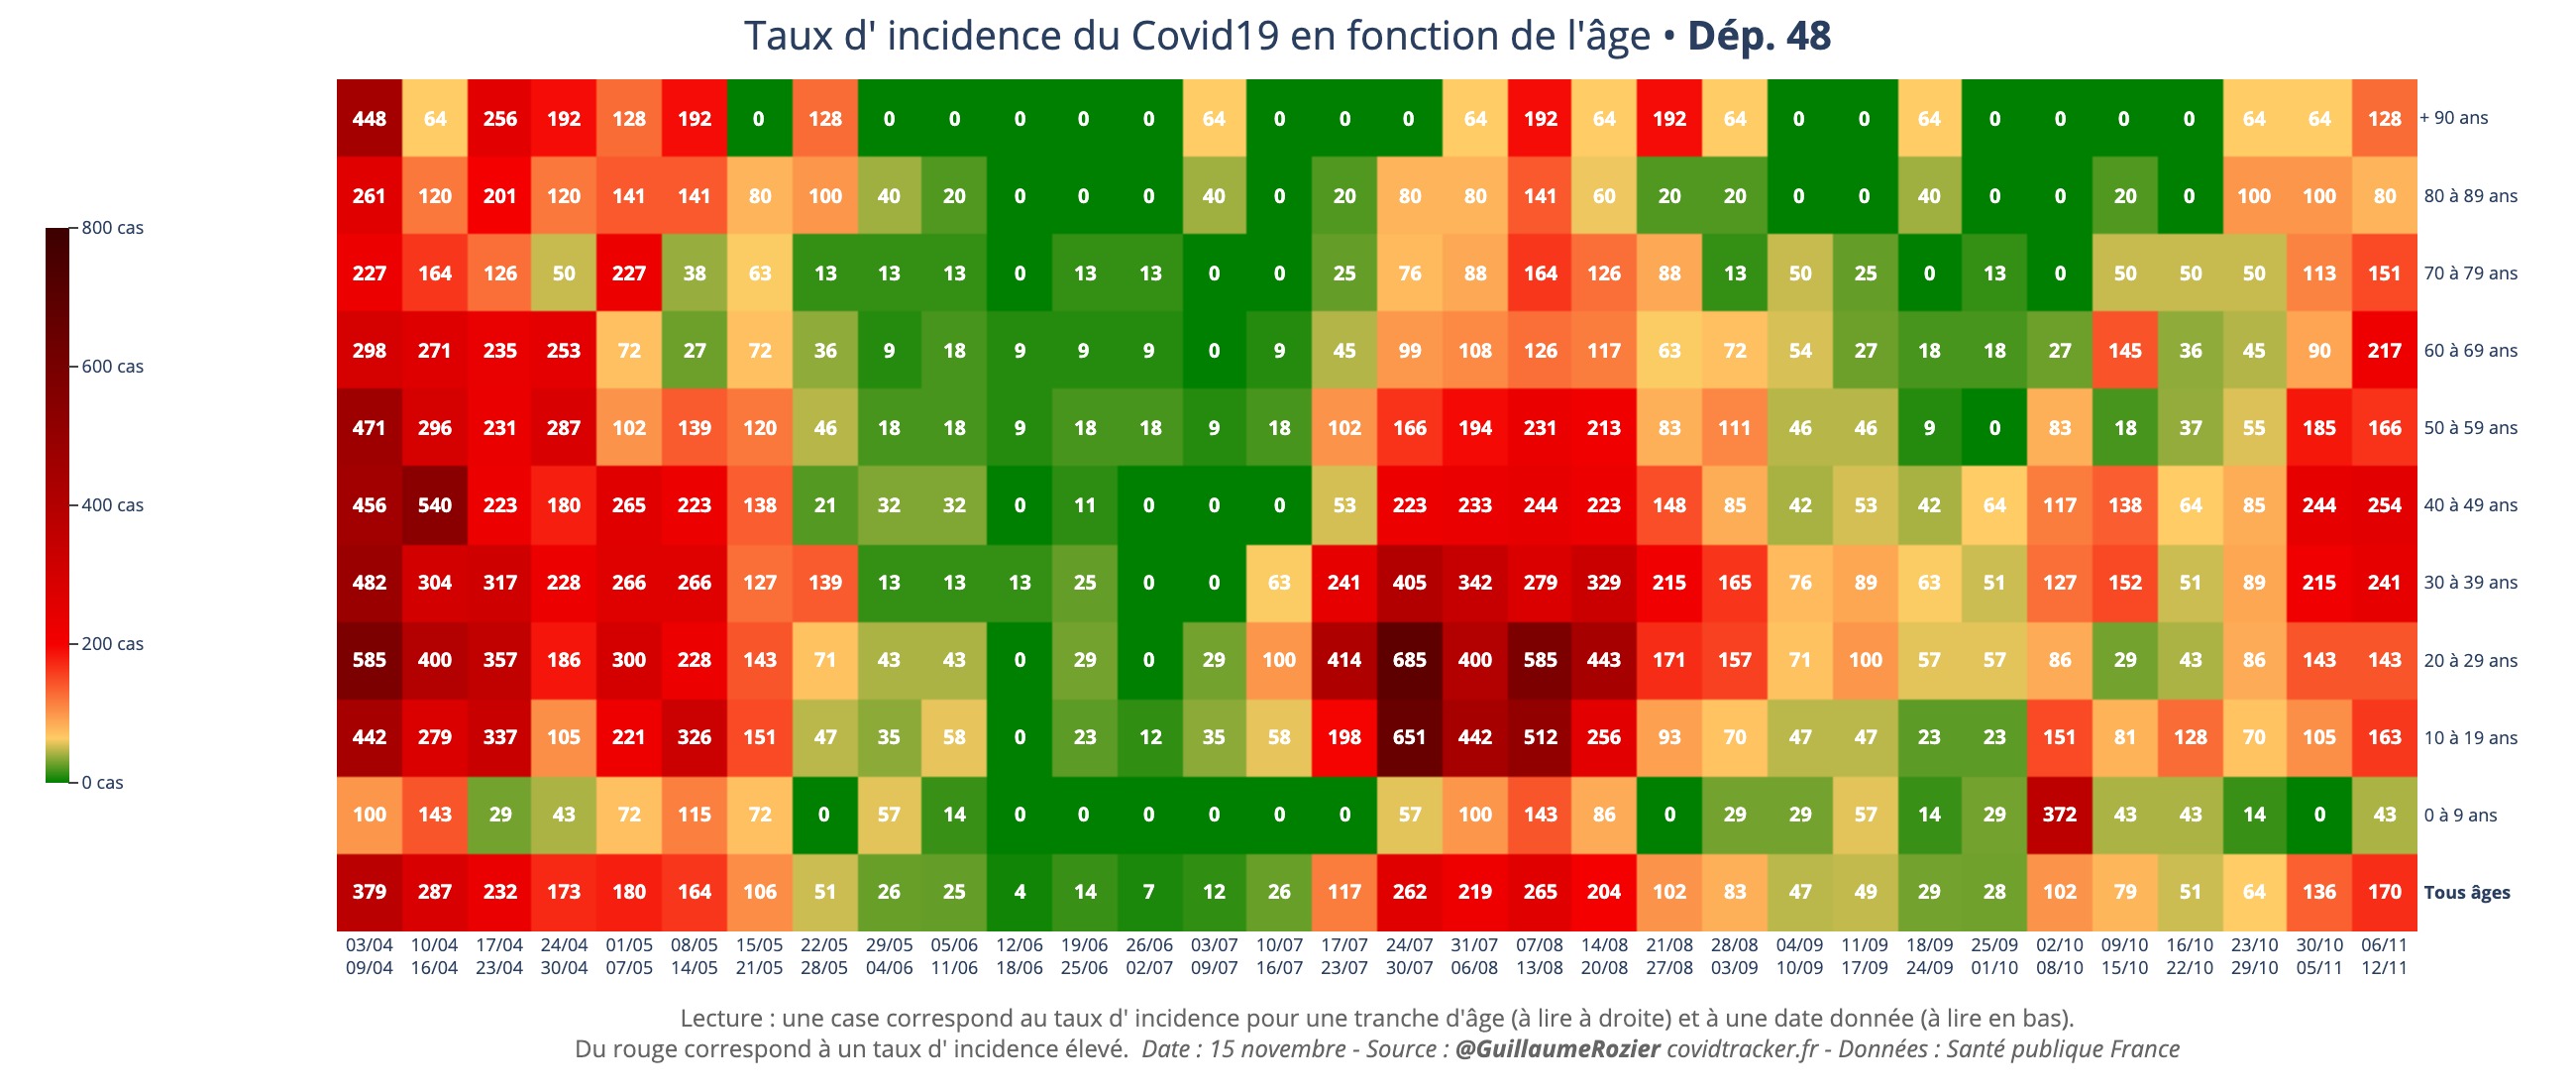 Taux d' incidence du Covid19 en fonction de l'âge • Dép. 48
800 cas
600 cas
400 cas
200 cas
0 cas
448 64 256 192 128 192 0 128 0 0 0 0 0 64 0 0 0 64 192 64 192 64 0 0 64 0 0 0 0 64 64 128 + 90 ans
261 120 201 120 141 141 80 100 40 20 0 0 0 40 0 20 80 80 141 60 20 20 0 0 40 0 0 20 0 100 100 80 80 à 89 ans
227 164 126 50 227 38 63 13 13 13 0 13 13 0 0 25 76 88 164 126 88 13 50 25 0 13 0 50 50 50 113 151 70 à 79 ans
298 271 235 253 72 27 72 36 9 18 9 9 9 0 9 45 99 108 126 117 63 72 54 27 18 18 27 145 36 45 90 217 60 à 69 ans
471 296 231 287 102 139 120 46 18 18 9 18 18 9 18 102 166 194 231 213 83 111 46 46 9 0 83 18 37 55 185 166 50 à 59 ans
456 540 223 180 265 223 138 21 32 32 0 11 0 0 0 53 223 233 244 223 148 85 42 53 42 64 117 138 64 85 244 254 40 à 49 ans
482 304 317 228 266 266 127 139 13 13 13 25 0 0 63 241 405 342 279 329 215 165 76 89 63 51 127 152 51 89 215 241 30 à 39 ans
585 400 357 186 300 228 143 71 43 43 0 29 0 29 100 414 685 400 585 443 171 157 71 100 57 57 86 29 43 86 143 143 20 à 29 ans
442 279 337 105 221 326 151 47 35 58 0 23 12 35 58 198 651 442 512 256 93 70 47 47 23 23 151 81 128 70 105 163 10 à 19 ans
100 143 29 43 72 115 72 0 57 14 0 0 0 0 0 0 57 100 143 86 0 29 29 57 14 29 372 43 43 14 0 43 0 à 9 ans
379 287 232 173 180 164 106 51 26 25 4 14 7 12 26 117 262 219 265 204 102 83 47 49 29 28 102 79 51 64 136 170 Tous âges
03/04 10/04 17/04 24/04 01/05 08/05 15/05 22/05 29/05 05/06 12/06 19/06 26/06 03/07 10/07 17/07 24/07 31/07 07/08 14/08 21/08 28/08 04/09 11/09 18/09 25/09 02/10 09/10 16/10 23/10 30/10 06/11
09/04 16/04 23/04 30/04 07/05 14/05 21/05 28/05 04/06 11/06 18/06 25/06 02/07 09/07 16/07 23/07 30/07 06/08 13/08 20/08 27/08 03/09 10/09 17/09 24/09 01/10 08/10 15/10 22/10 29/10 05/11 12/11
Lecture : une case correspond au taux d' incidence pour une tranche d'âge (à lire à droite) et à une date donnée (à lire en bas).
Du rouge correspond à un taux d' incidence élevé. Date : 15 novembre - Source : @GuillaumeRozier covidtracker.fr - Données : Santé publique France